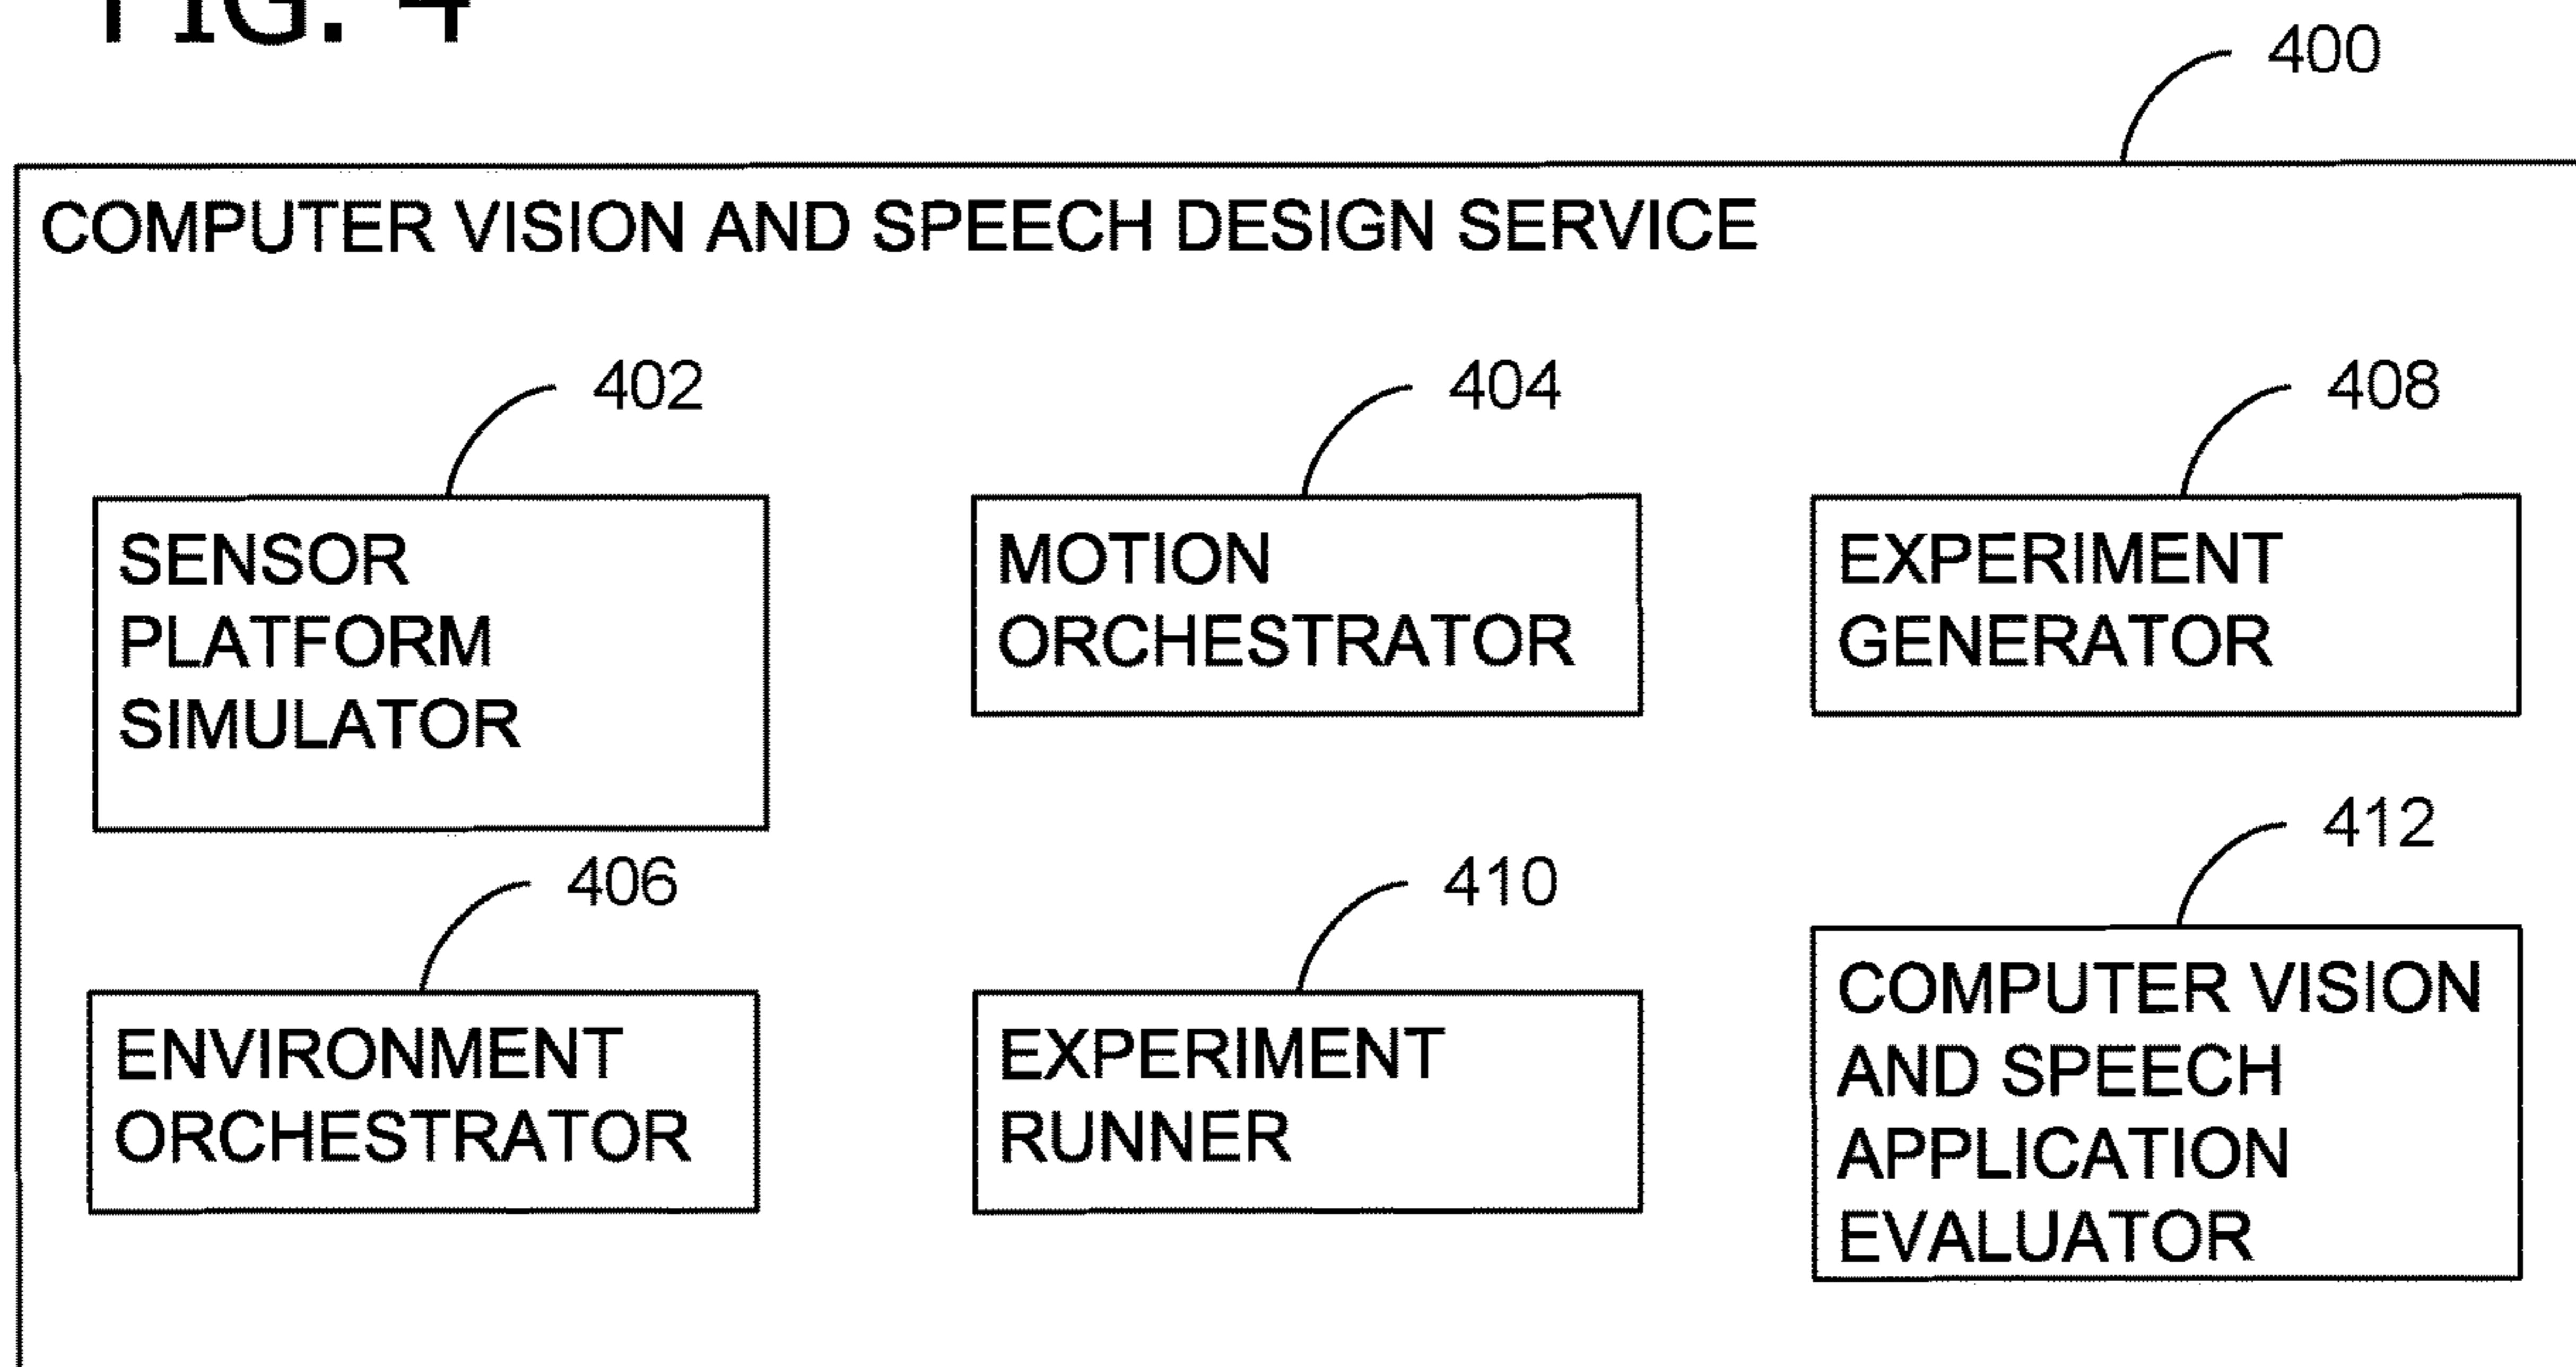 FIG. 4
400
COMPUTER VISION AND SPEECH DESIGN SERVICE
402
SENSOR
PLATFORM
SIMULATOR
404
MOTION
ORCHESTRATOR
408
EXPERIMENT
GENERATOR
406
ENVIRONMENT
ORCHESTRATOR
410
EXPERIMENT
RUNNER
412
COMPUTER VISION
AND SPEECH
APPLICATION
EVALUATOR